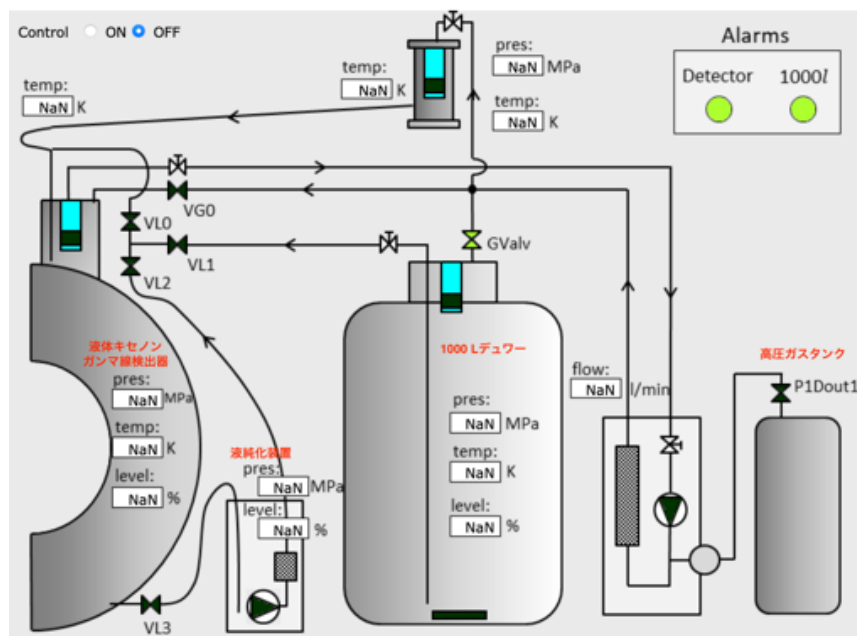 Control ON OFF
temp:
NaN K
temp:
NaN K
pres:
NaN MPa
temp:
NaN K
Alarms
Detector 1000l
VG0
VL0
VL1
VL2
GValv
液体キセノン
ガンマ線検出器
pres:
NaN MPa
temp:
NaN K
level:
NaN %
液純化装置
pres:
NaN MPa
level:
NaN %
VL3
1000 Lデュワー
pres:
NaN MPa
temp:
NaN K
level:
NaN %
flow:
NaN l/min
高圧ガスタンク
P1Dout1